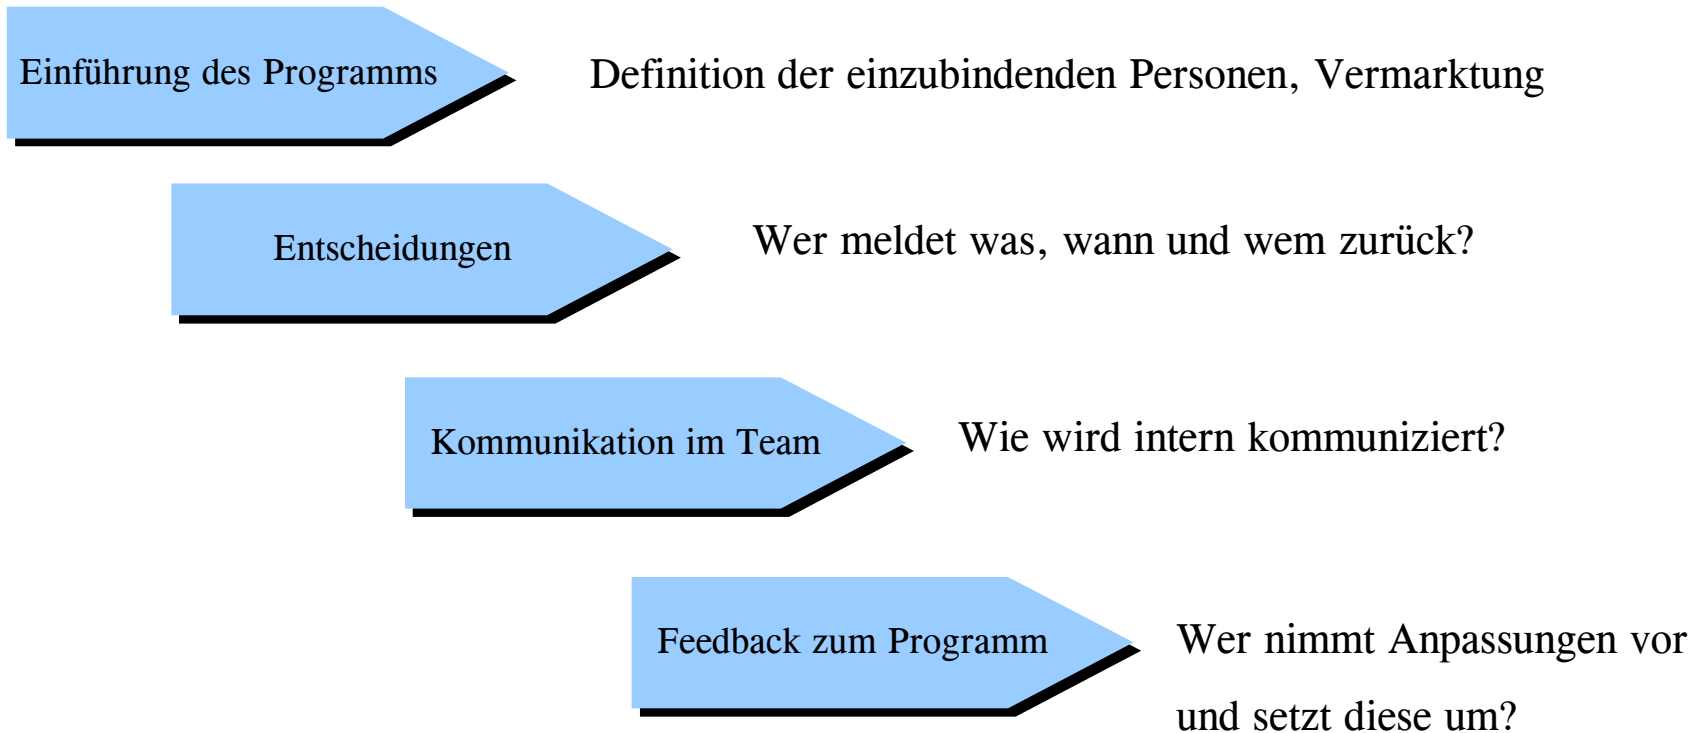 Einführung des Programms
Definition der einzubindenden Personen, Vermarktung
Entscheidungen
Wer meldet was, wann und wem zurück?
Kommunikation im Team
Wie wird intern kommuniziert?
Feedback zum Programm
Wer nimmt Anpassungen vor
und setzt diese um?